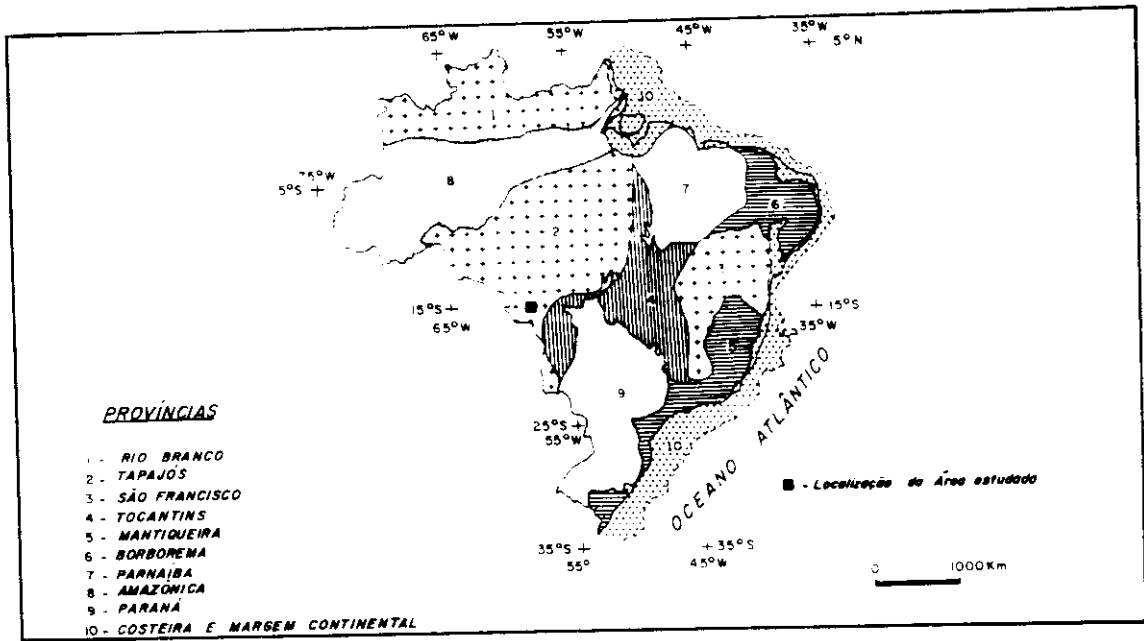 65°W 55°W 45°W 35°W
5°N
10
1
75°W
5°S
8
7
6
2
15°S
65°W
15°S
35°W
4
5
9
25°S
55°W
10
OCEANO ATLÂNTICO
PROVÍNCIAS
1 - RIO BRANCO
2 - TAPAJÓS
3 - SÃO FRANCISCO
4 - TOCANTINS
5 - MANTIQUEIRA
6 - BORBOREMA
7 - PARNAÍBA
8 - AMAZÔNICA
9 - PARANÁ
10 - COSTEIRA E MARGEM CONTINENTAL
- Localização da Área estudada
35°S
55°
35°S
45°W
0 1000Km